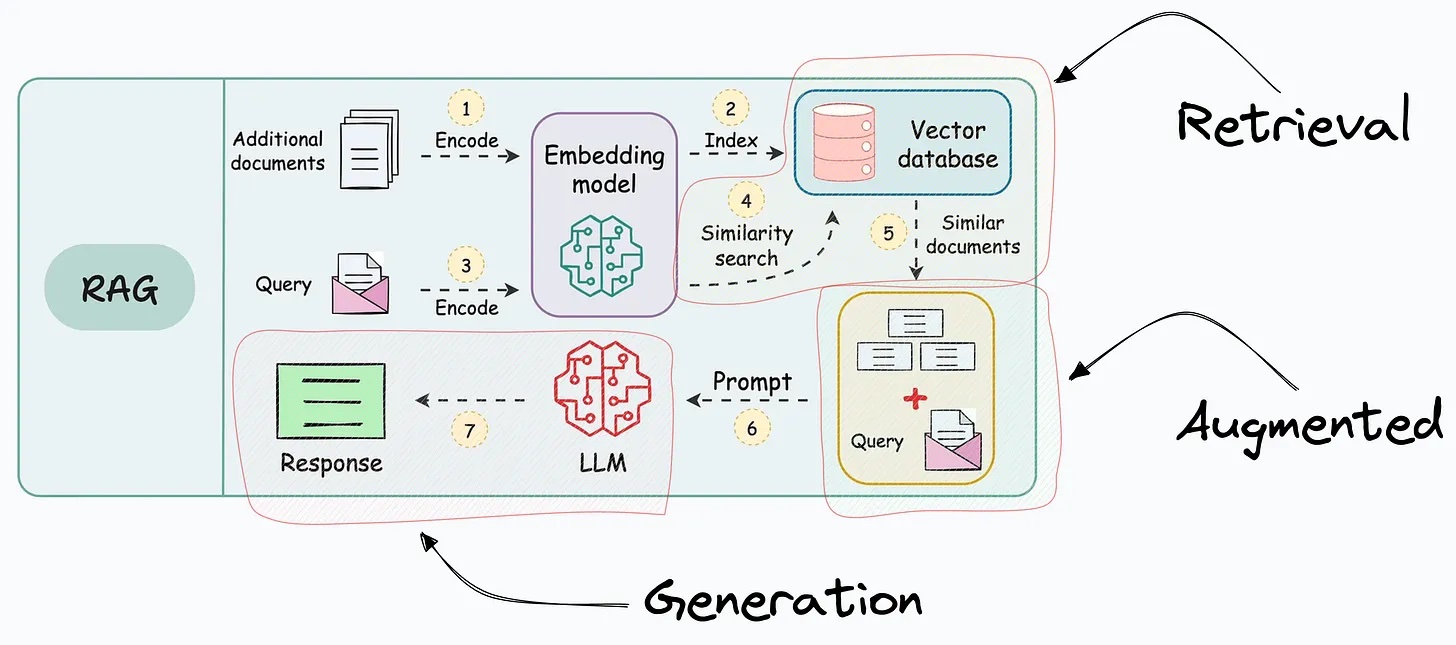 RAG
Additional
documents
1
Encode
Embedding
model
2
Index
Vector
database
Retrieval
Query
3
Encode
4
Similarity
search
5
Similar
documents
Query
Augmented
Prompt
6
LLM
7
Response
Generation